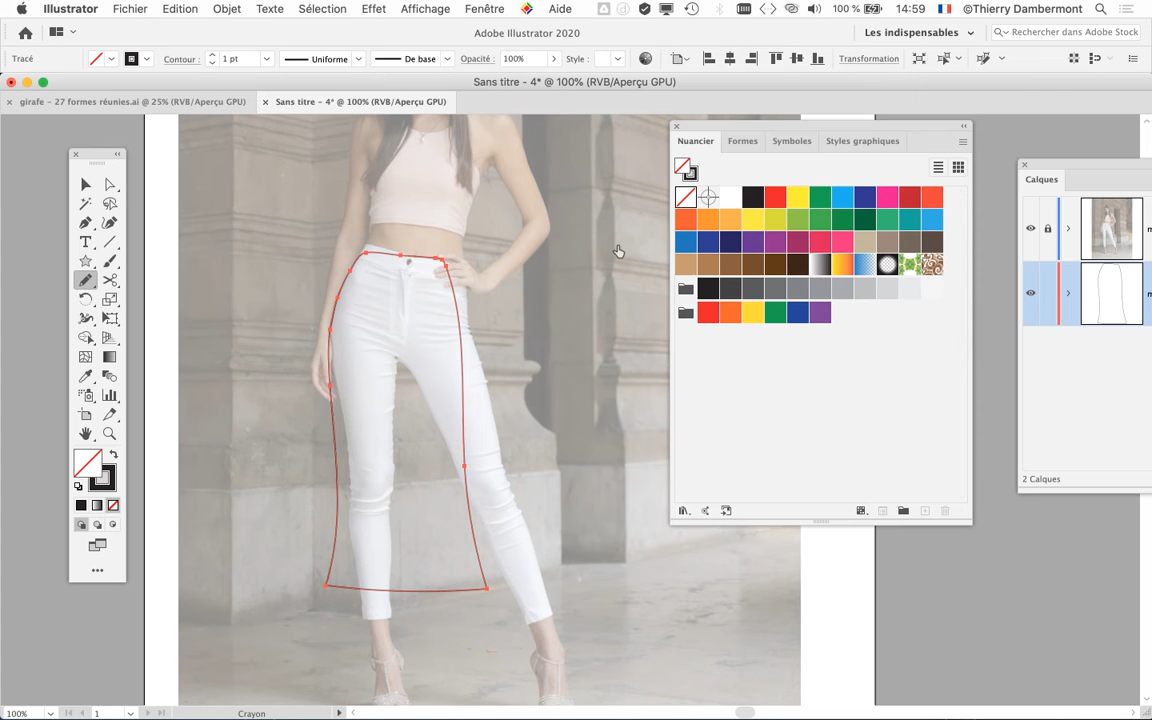 Illustrator Fichier Edition Objet Texte Sélection Effet Affichage Fenêtre Aide 100 % 14:59 ©Thierry Dambermont
Adobe Illustrator 2020 Les indispensables Rechercher dans Adobe Stock
Tracé Contour : 1 pt Uniforme De base Opacité : 100% Style : Transformation
Sans titre - 4* @ 100% (RVB/Aperçu GPU)
girafe - 27 formes réunies.ai @ 25% (RVB/Aperçu GPU) Sans titre - 4* @ 100% (RVB/Aperçu GPU)
Nuancier Formes Symboles Styles graphiques
Calques
2 Calques
100% 1 Crayon